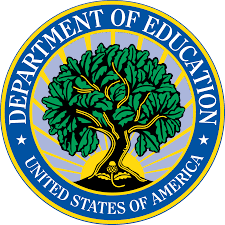 DEPARTMENT OF EDUCATION
UNITED STATES OF AMERICA